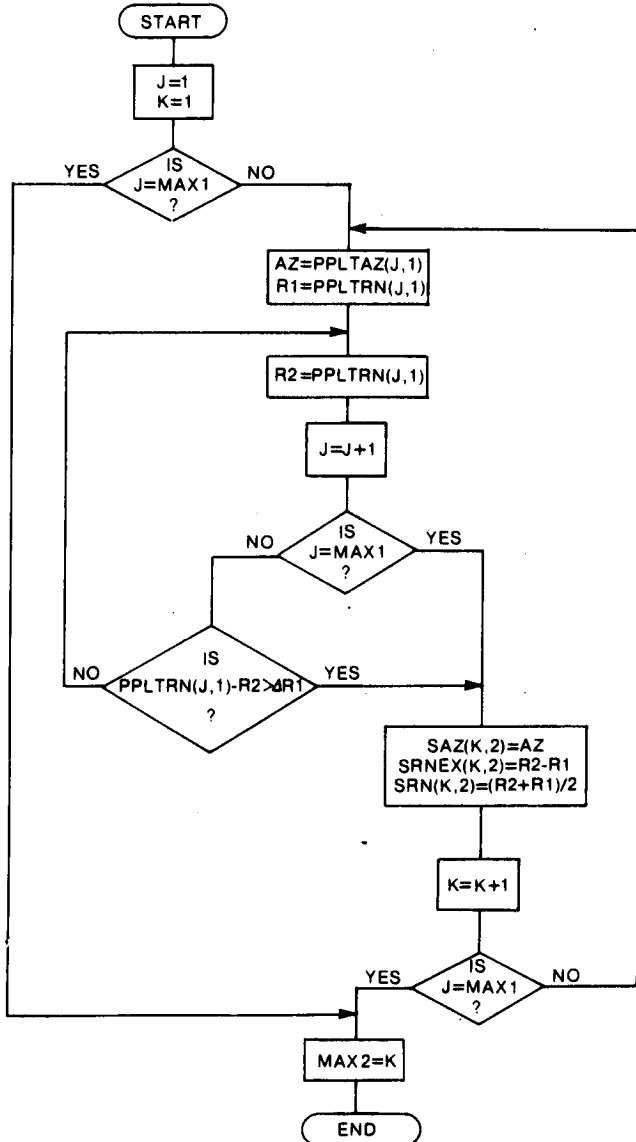 START
J=1
K=1
YES
IS
J=MAX1
?
NO
AZ=PPLTAZ(J,1)
R1=PPLTRN(J,1)
R2=PPLTRN(J,1)
J=J+1
NO
IS
J=MAX1
?
YES
NO
IS
PPLTRN(J,1)-R2>ΔR1
?
YES
SAZ(K,2)=AZ
SRNEX(K,2)=R2-R1
SRN(K,2)=(R2+R1)/2
K=K+1
YES
IS
J=MAX1
?
NO
MAX2=K
END